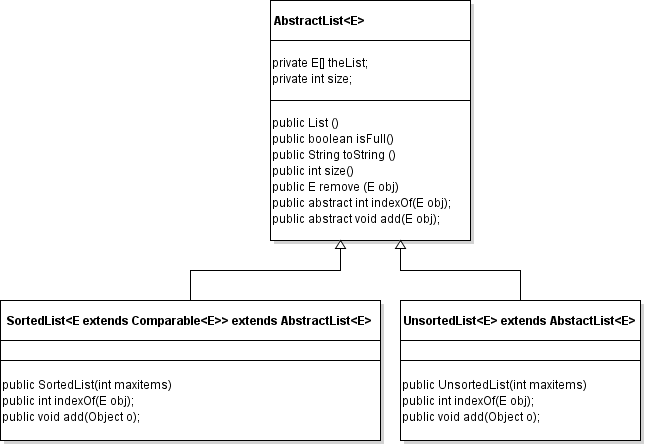 AbstractList<E>
private E[] theList;
private int size;
public List ()
public boolean isFull()
public String toString ()
public int size()
public E remove (E obj)
public abstract int indexOf(E obj);
public abstract void add(E obj);
SortedList<E extends Comparable<E>> extends AbstractList<E>
public SortedList(int maxitems)
public int indexOf(E obj);
public void add(Object o);
UnsortedList<E> extends AbstactList<E>
public UnsortedList(int maxitems)
public int indexOf(E obj);
public void add(Object o);